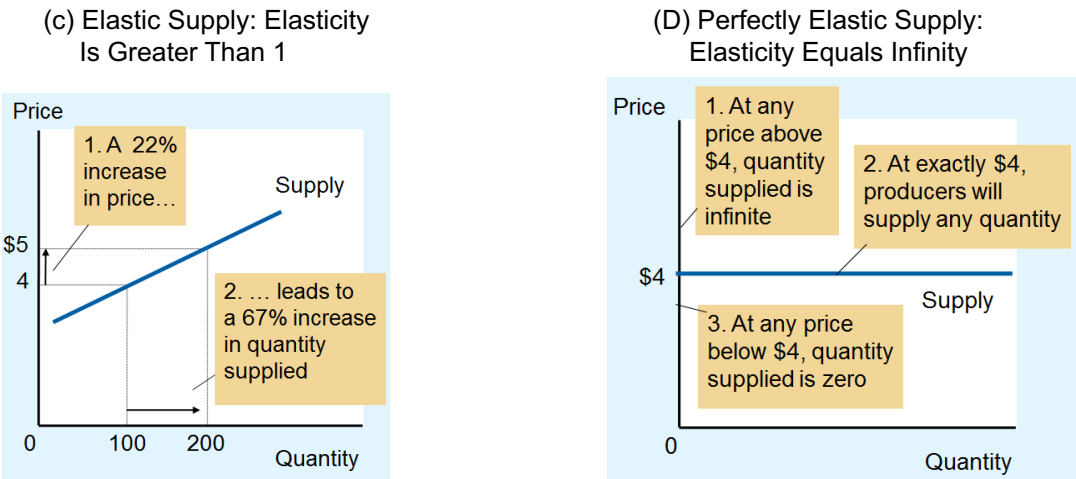 (c) Elastic Supply: Elasticity
Is Greater Than 1
Price
1. A 22%
increase
in price…
Supply
$5
4
2. … leads to
a 67% increase
in quantity
supplied
0
100
200
Quantity
(D) Perfectly Elastic Supply:
Elasticity Equals Infinity
Price
1. At any
price above
$4, quantity
supplied is
infinite
2. At exactly $4,
producers will
supply any quantity
$4
Supply
3. At any price
below $4, quantity
supplied is zero
0
Quantity